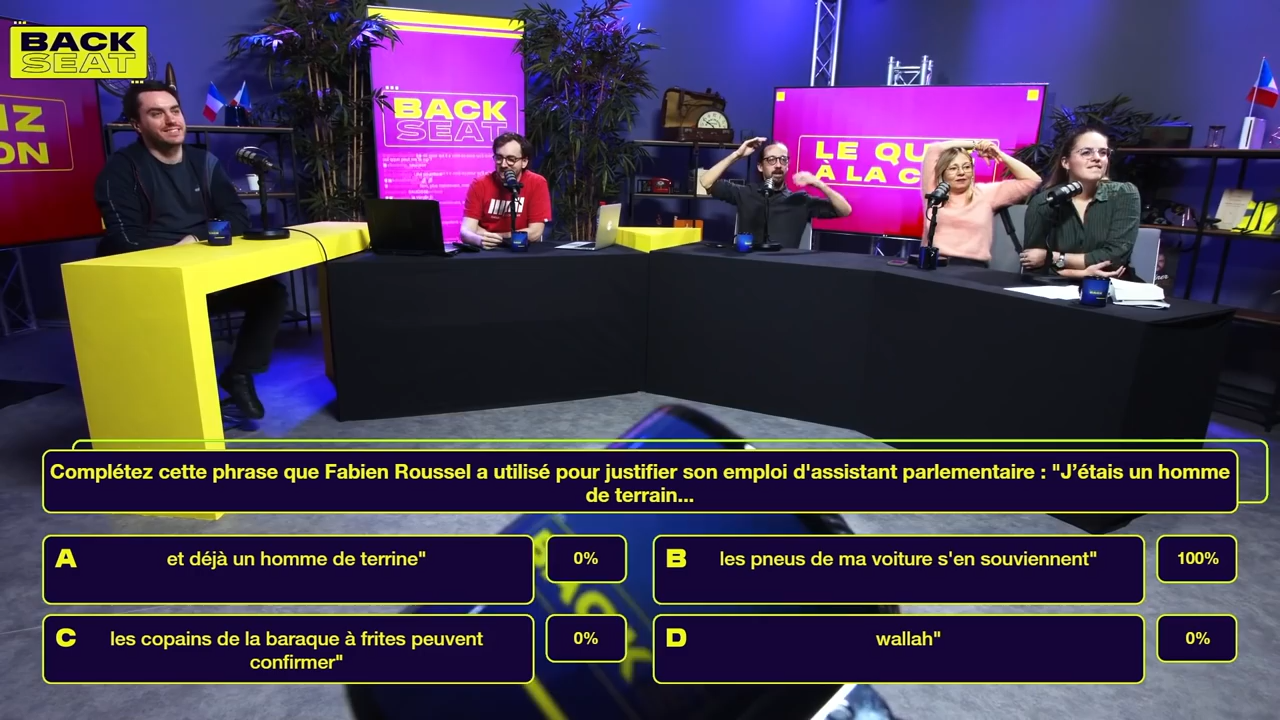 BACK
SEAT
IZ
ON
BACK
SEAT
LE QU
À LA C
Complétez cette phrase que Fabien Roussel a utilisé pour justifier son emploi d'assistant parlementaire : "J'étais un homme
de terrain...
A
et déjà un homme de terrine"
0%
B
les pneus de ma voiture s'en souviennent"
100%
C
les copains de la baraque à frites peuvent
confirmer"
0%
D
wallah"
0%